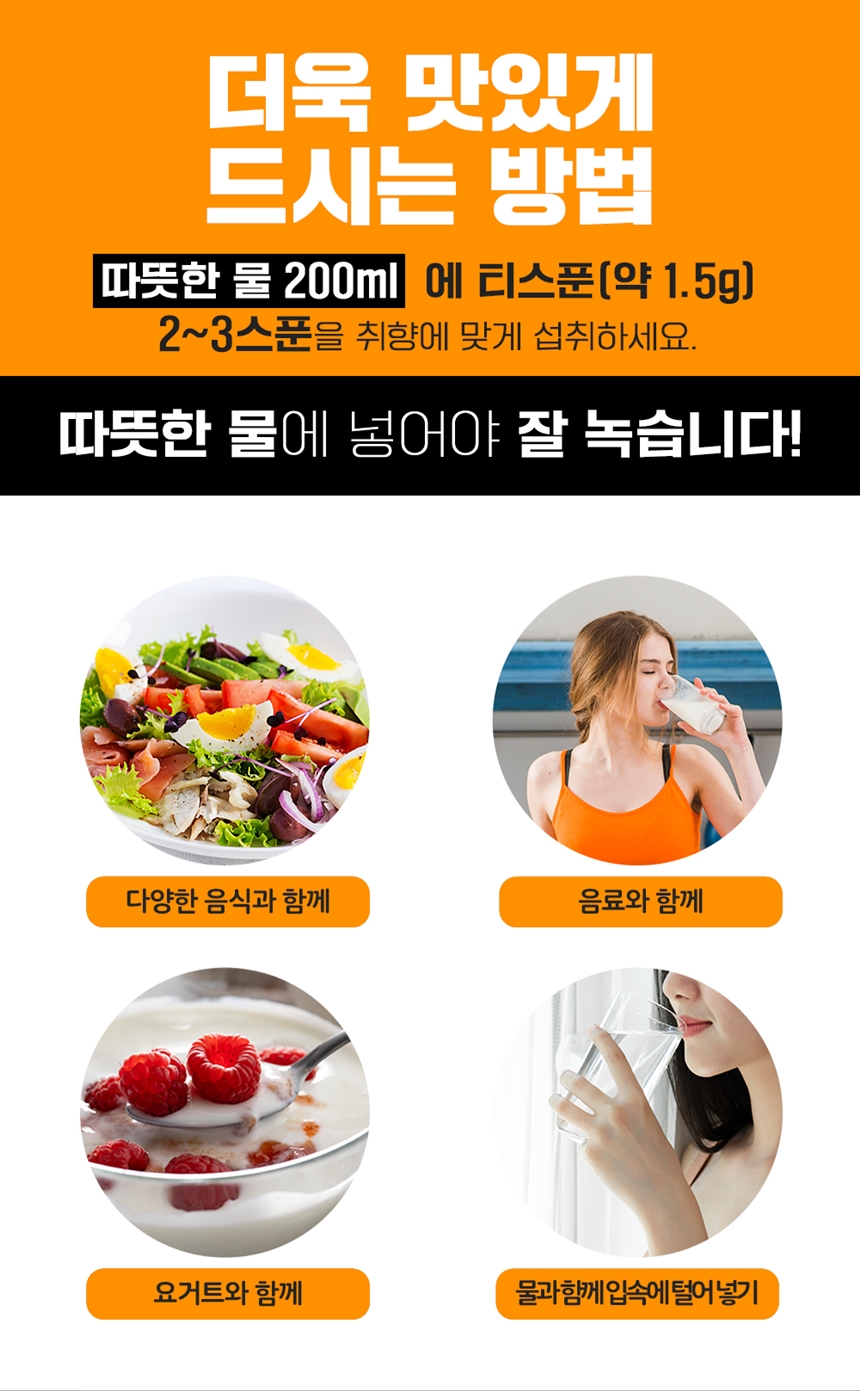 더욱 맛있게
드시는 방법
따뜻한 물 200ml 에 티스푼(약 1.5g)
2~3스푼을 취향에 맞게 섭취하세요.
따뜻한 물에 넣어야 잘 녹습니다!
다양한 음식과 함께
음료와 함께
요거트와 함께
물과 함께 입속에 털어 넣기